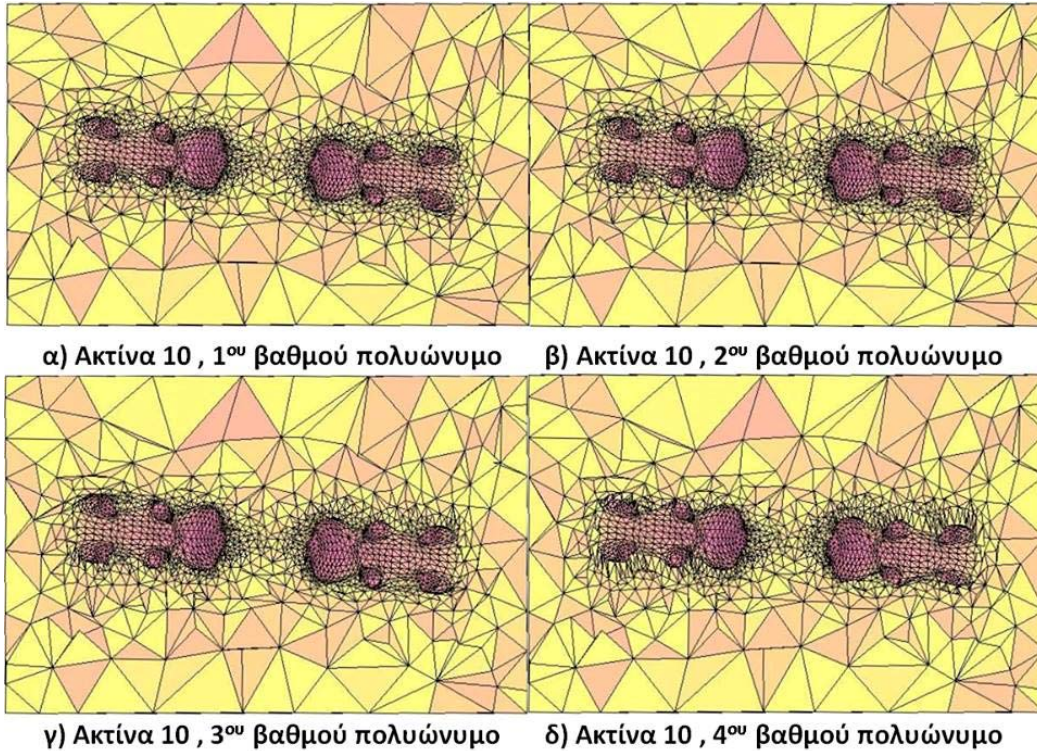 α) Ακτίνα 10 , 1ου βαθμού πολυώνυμο
β) Ακτίνα 10 , 2ου βαθμού πολυώνυμο
γ) Ακτίνα 10 , 3ου βαθμού πολυώνυμο
δ) Ακτίνα 10 , 4ου βαθμού πολυώνυμο